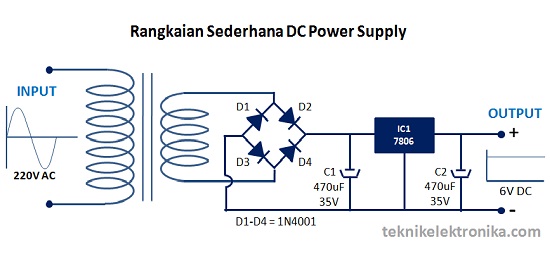 Rangkaian Sederhana DC Power Supply
INPUT
220V AC
D1
D2
D3
D4
D1-D4 = 1N4001
C1
470uF
35V
IC1
7806
C2
470uF
35V
OUTPUT
+
6V DC
-
teknikelektronika.com